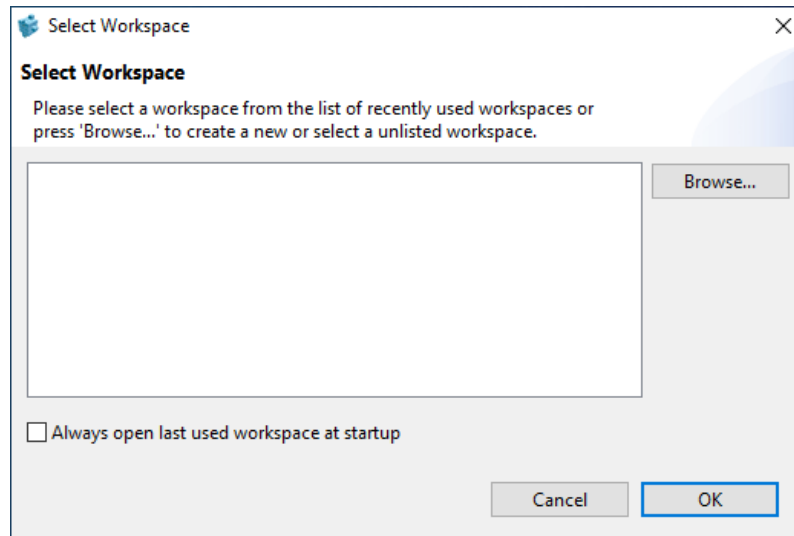 Select Workspace
Select Workspace
Please select a workspace from the list of recently used workspaces or
press 'Browse...' to create a new or select a unlisted workspace.
Browse...
Always open last used workspace at startup
Cancel
OK